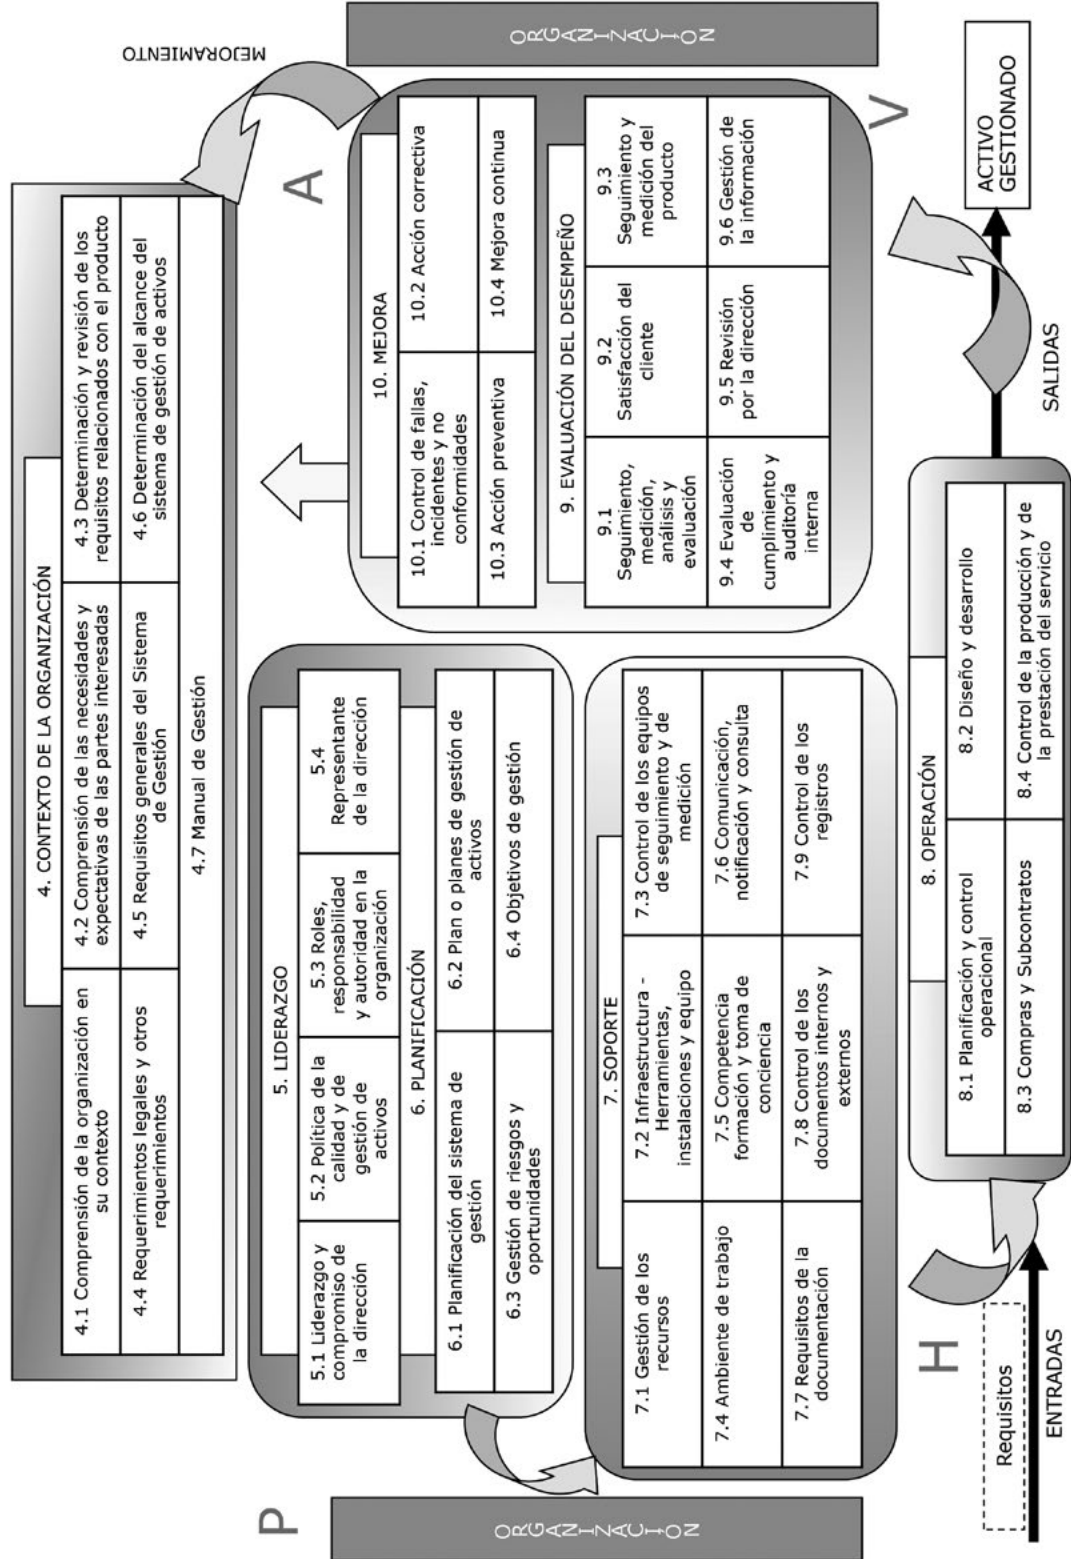 4. CONTEXTO DE LA ORGANIZACIÓN
4.1 Comprensión de la organización en
su contexto
4.2 Comprensión de las necesidades y
expectativas de las partes interesadas
4.3 Determinación y revisión de los
requisitos relacionados con el producto
4.4 Requerimientos legales y otros
requerimientos
4.5 Requisitos generales del Sistema
de Gestión
4.6 Determinación del alcance del
sistema de gestión de activos
4.7 Manual de Gestión
MEJORAMIENTO
P
A
5. LIDERAZGO
5.1 Liderazgo y
compromiso de
la dirección
5.2 Política de la
calidad y de
gestión de
activos
5.3 Roles,
responsabilidad
y autoridad en la
organización
5.4
Representante
de la dirección
6. PLANIFICACIÓN
6.1 Planificación del sistema de
gestión
6.2 Plan o planes de gestión de
activos
6.3 Gestión de riesgos y
oportunidades
6.4 Objetivos de gestión
10. MEJORA
10.1 Control de fallas,
incidentes y no
conformidades
10.2 Acción correctiva
10.3 Acción preventiva
10.4 Mejora continua
ORGANIZACIÓN
ORGANIZACIÓN
7. SOPORTE
7.1 Gestión de los
recursos
7.2 Infraestructura -
Herramientas,
instalaciones y equipo
7.3 Control de los equipos
de seguimiento y de
medición
7.4 Ambiente de trabajo
7.5 Competencia
formación y toma de
conciencia
7.6 Comunicación,
notificación y consulta
7.7 Requisitos de la
documentación
7.8 Control de los
documentos internos y
externos
7.9 Control de los
registros
9. EVALUACIÓN DEL DESEMPEÑO
9.1
Seguimiento,
medición,
análisis y
evaluación
9.2
Satisfacción del
cliente
9.3
Seguimiento y
medición del
producto
9.4 Evaluación
de
cumplimiento y
auditoría
interna
9.5 Revisión
por la dirección
9.6 Gestión de
la información
H
V
Requisitos
ENTRADAS
8. OPERACIÓN
8.1 Planificación y control
operacional
8.2 Diseño y desarrollo
8.3 Compras y Subcontratos
8.4 Control de la producción y de
la prestación del servicio
SALIDAS
ACTIVO
GESTIONADO